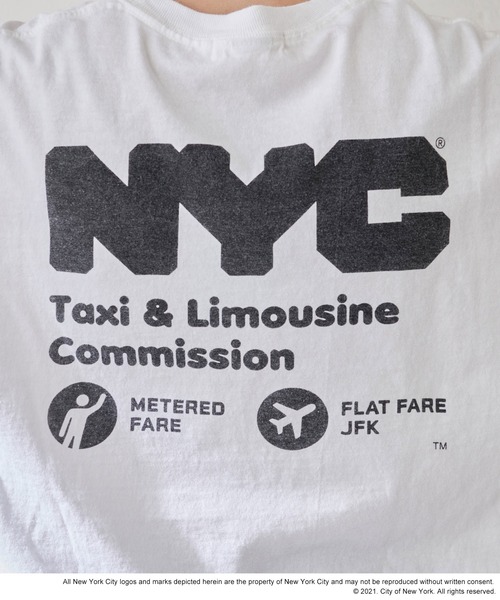 NYC®
Taxi & Limousine
Commission
METERED
FARE
FLAT FARE
JFK
TM
All New York City logos and marks depicted herein are the property of New York City and may not be reproduced without written consent.
© 2021. City of New York. All rights reserved.